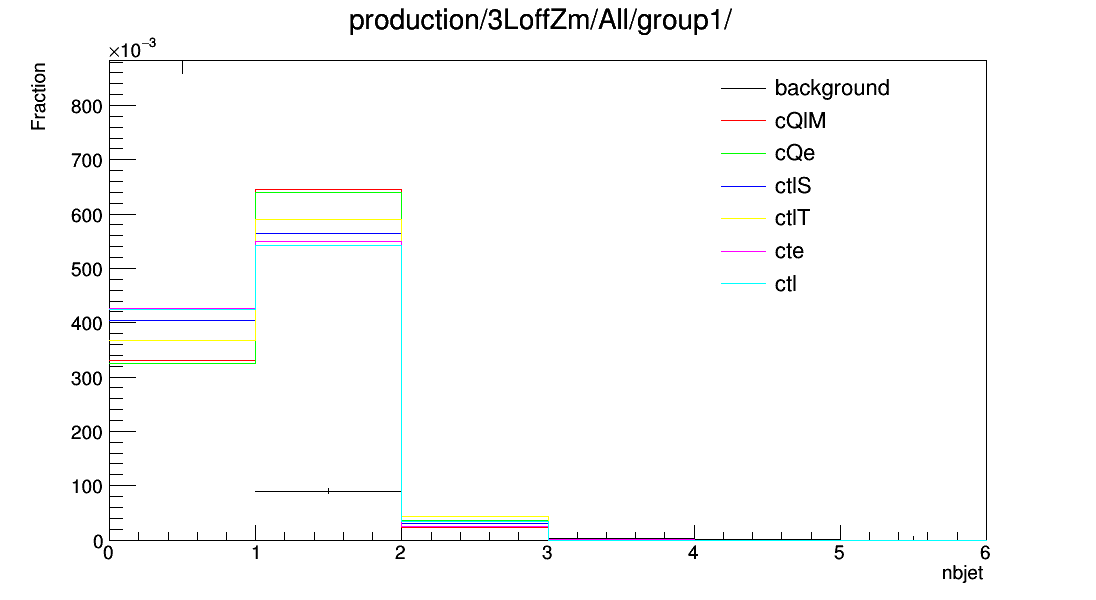 production/3LoffZm/All/group1/
×10⁻³
Fraction
800
700
600
500
400
300
200
100
0
background
cQlM
cQe
ctlS
ctlT
cte
ctl
0 1 2 3 4 5 6
nbjet